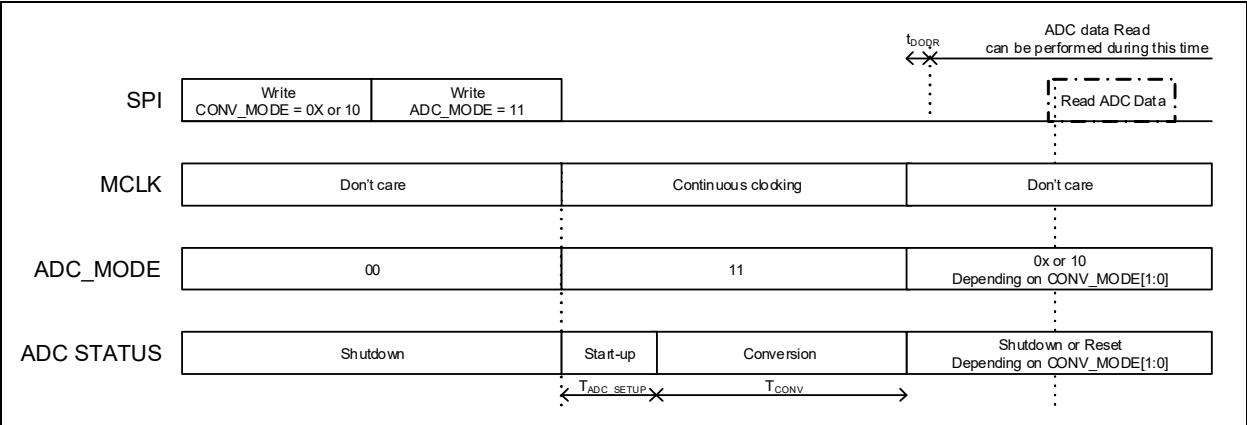 ADC data Read
can be performed during this time
tDODR
SPI
Write
CONV_MODE = 0X or 10
Write
ADC_MODE = 11
Read ADC Data
MCLK
Don't care
Continuous clocking
Don't care
ADC_MODE
00
11
0x or 10
Depending on CONV_MODE[1:0]
ADC STATUS
Shutdown
Start-up
Conversion
Shutdown or Reset
Depending on CONV_MODE[1:0]
TADC_SETUP
TCONV